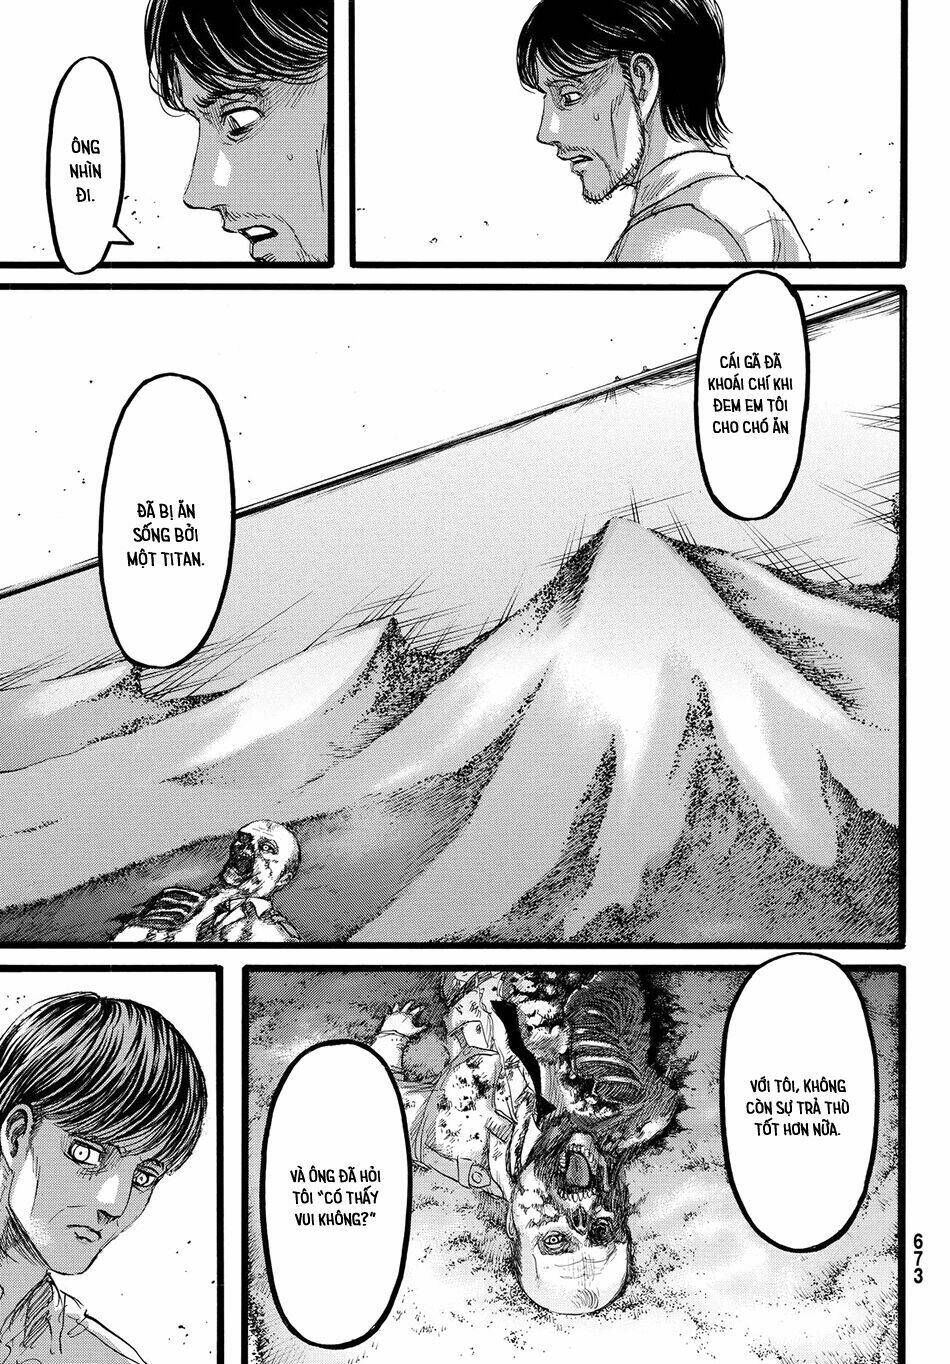 ÔNG
NHÌN
ĐI.
CÁI GÃ ĐÃ
KHOÁI CHÍ KHI
ĐEM EM TÔI
CHO CHÓ ĂN
ĐÃ BỊ ĂN
SỐNG BỞI
MỘT TITAN.
VỚI TÔI, KHÔNG
CÒN SỰ TRẢ THÙ
TỐT HƠN NỮA.
VÀ ÔNG ĐÃ HỎI
TÔI "CÓ THẤY
VUI KHÔNG?"
673